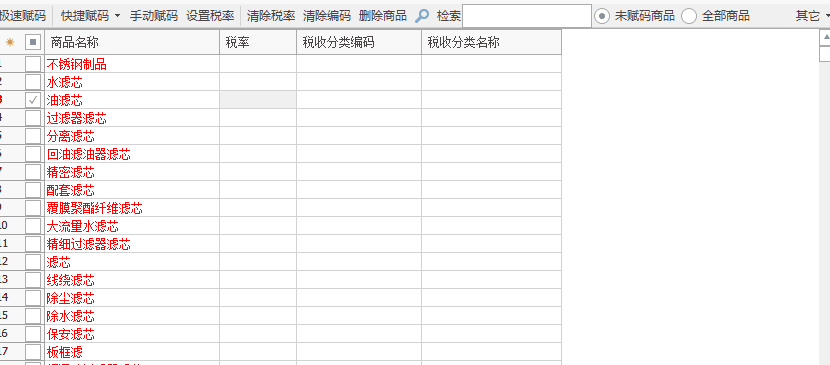 极速赋码 快捷赋码 手动赋码 设置税率 清除税率 清除编码 删除商品 检索 未赋码商品 全部商品 其它
商品名称 税率 税收分类编码 税收分类名称
1 不锈钢制品
2 水滤芯
3 油滤芯
4 过滤器滤芯
5 分离滤芯
6 回油滤油器滤芯
7 精密滤芯
8 配套滤芯
9 覆膜聚酯纤维滤芯
10 大流量水滤芯
11 精细过滤器滤芯
12 滤芯
13 线绕滤芯
14 除尘滤芯
15 除水滤芯
16 保安滤芯
17 板框滤